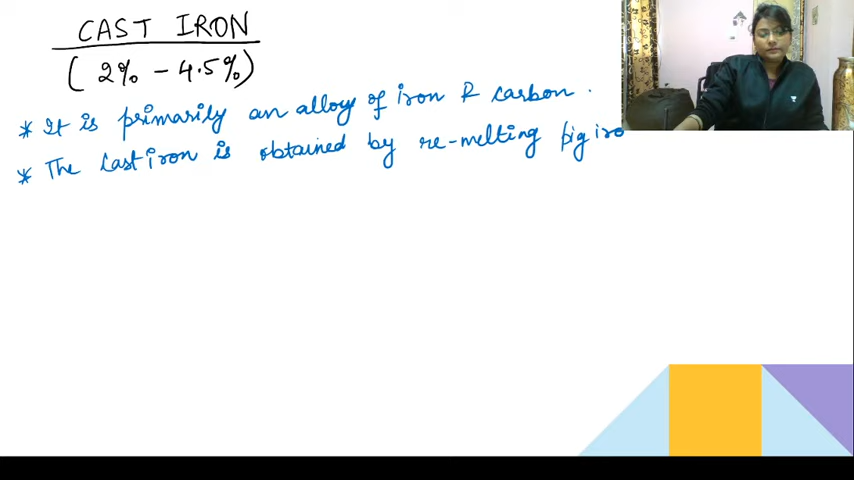 CAST IRON
( 2% - 4.5%)
* It is primarily an alloy of iron & carbon .
* The cast iron is obtained by re-melting pig iro